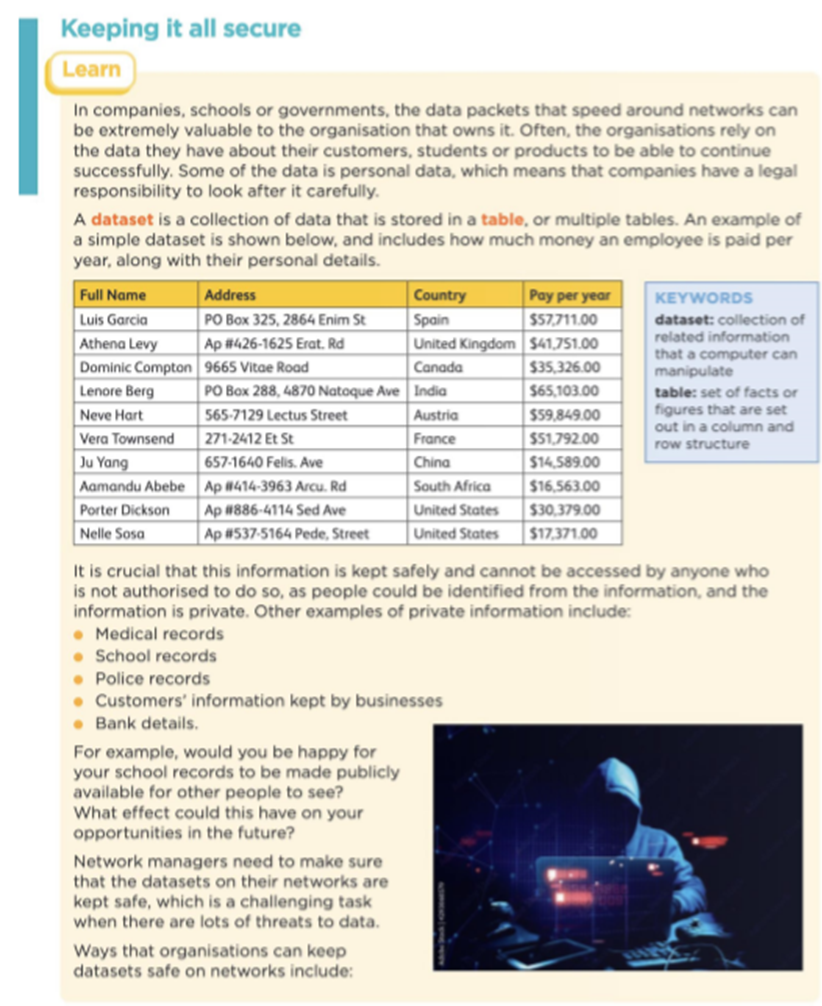 Keeping it all secure
Learn
In companies, schools or governments, the data packets that speed around networks can
be extremely valuable to the organisation that owns it. Often, the organisations rely on
the data they have about their customers, students or products to be able to continue
successfully. Some of the data is personal data, which means that companies have a legal
responsibility to look after it carefully.
A dataset is a collection of data that is stored in a table, or multiple tables. An example of
a simple dataset is shown below, and includes how much money an employee is paid per
year, along with their personal details.
Full Name Address Country Pay per year
Luis Garcia PO Box 325, 2864 Enim St Spain $57,711.00
Athena Levy Ap #426-1625 Erat. Rd United Kingdom $41,751.00
Dominic Compton 9665 Vitae Road Canada $35,326.00
Lenore Berg PO Box 288, 4870 Natoque Ave India $65,103.00
Neve Hart 565-7129 Lectus Street Austria $59,849.00
Vera Townsend 271-2412 Et St France $51,792.00
Ju Yang 657-1640 Felis. Ave China $14,589.00
Aamandu Abebe Ap #414-3963 Arcu. Rd South Africa $16,563.00
Porter Dickson Ap #886-4114 Sed Ave United States $30,379.00
Nelle Sosa Ap #537-5164 Pede, Street United States $17,371.00
KEYWORDS
dataset: collection of
related information
that a computer can
manipulate
table: set of facts or
figures that are set
out in a column and
row structure
It is crucial that this information is kept safely and cannot be accessed by anyone who
is not authorised to do so, as people could be identified from the information, and the
information is private. Other examples of private information include:
• Medical records
• School records
• Police records
• Customers' information kept by businesses
• Bank details.
For example, would you be happy for
your school records to be made publicly
available for other people to see?
What effect could this have on your
opportunities in the future?
Network managers need to make sure
that the datasets on their networks are
kept safe, which is a challenging task
when there are lots of threats to data.
Ways that organisations can keep
datasets safe on networks include: